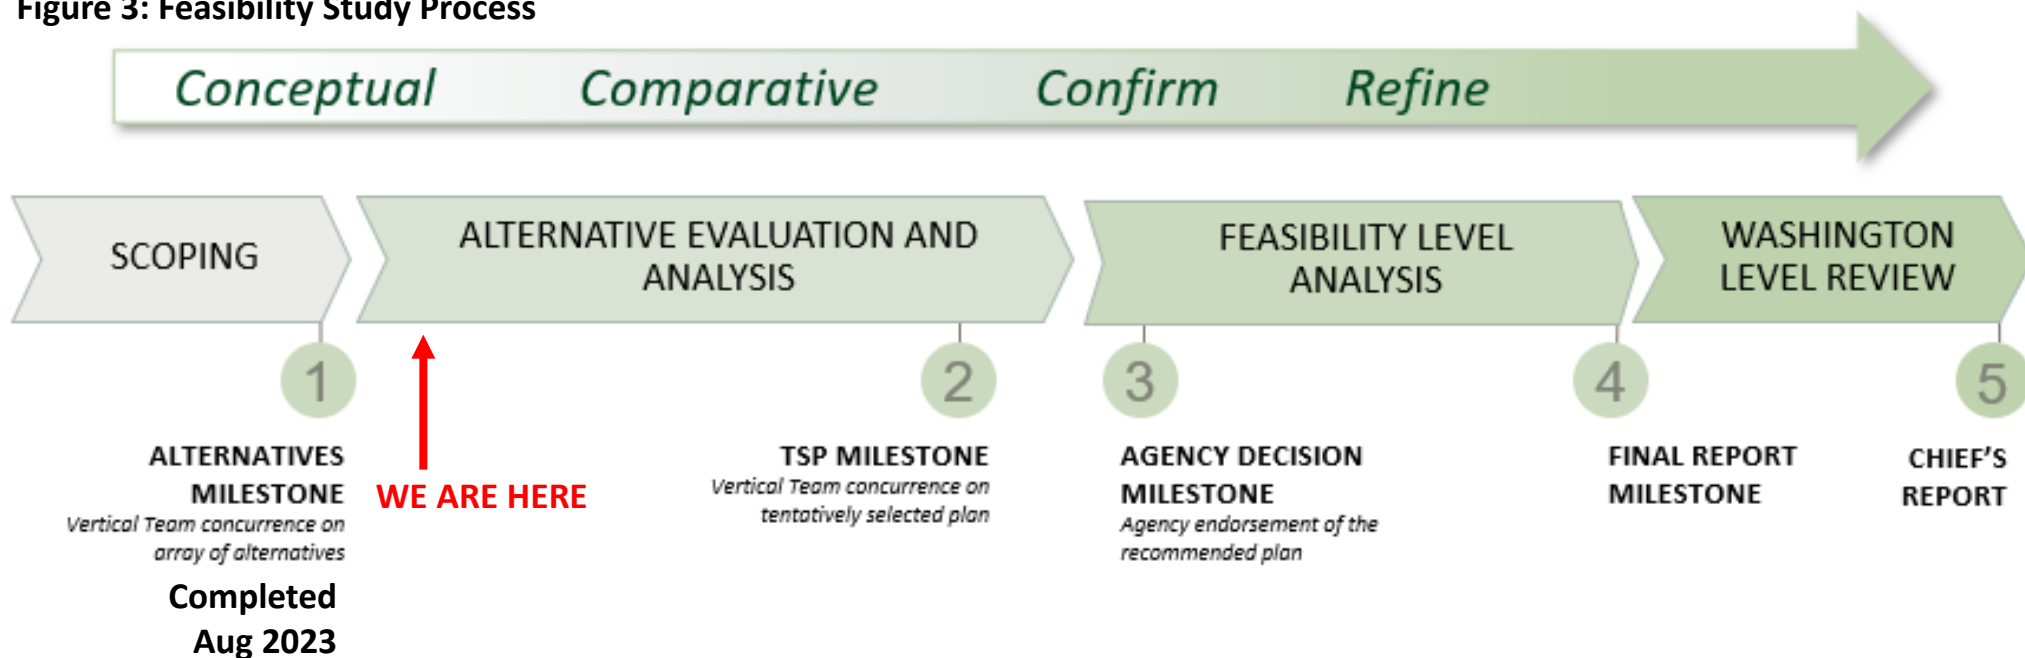 Figure 3: Feasibility Study Process
Conceptual Comparative Confirm Refine
SCOPING
ALTERNATIVE EVALUATION AND
ANALYSIS
FEASIBILITY LEVEL
ANALYSIS
WASHINGTON
LEVEL REVIEW
1
ALTERNATIVES
MILESTONE
Vertical Team concurrence on
array of alternatives
Completed
Aug 2023
WE ARE HERE
2
TSP MILESTONE
Vertical Team concurrence on
tentatively selected plan
3
AGENCY DECISION
MILESTONE
Agency endorsement of the
recommended plan
4
FINAL REPORT
MILESTONE
5
CHIEF'S
REPORT